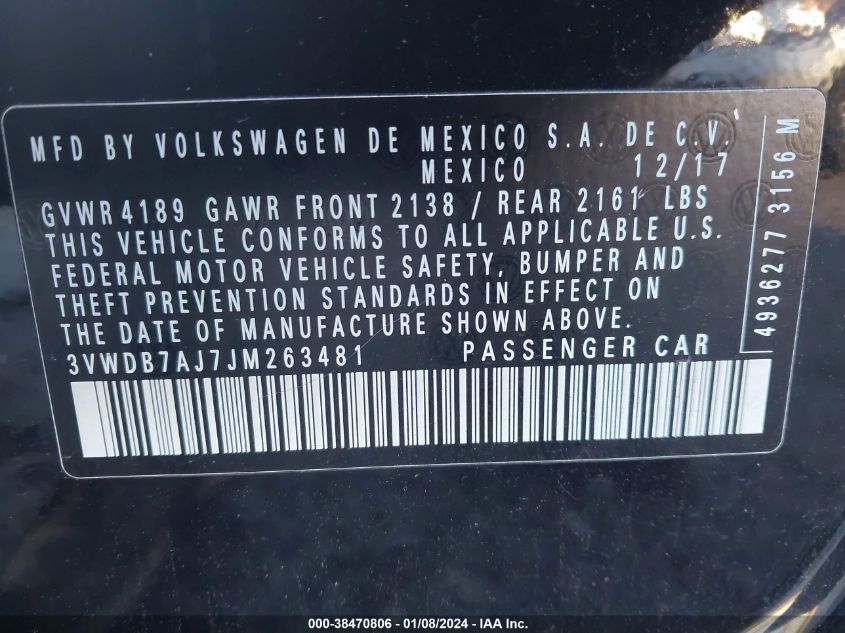 MFD BY VOLKSWAGEN DE MEXICO S.A. DE C.V.
MEXICO 12/17
GVWR 4189 GAWR FRONT 2138 / REAR 2161 LBS
THIS VEHICLE CONFORMS TO ALL APPLICABLE U.S.
FEDERAL MOTOR VEHICLE SAFETY, BUMPER AND
THEFT PREVENTION STANDARDS IN EFFECT ON
THE DATE OF MANUFACTURE SHOWN ABOVE.
3VWDB7AJ7JM263481 PASSENGER CAR
4936277 3156 M
000-38470806 - 01/08/2024 - IAA Inc.